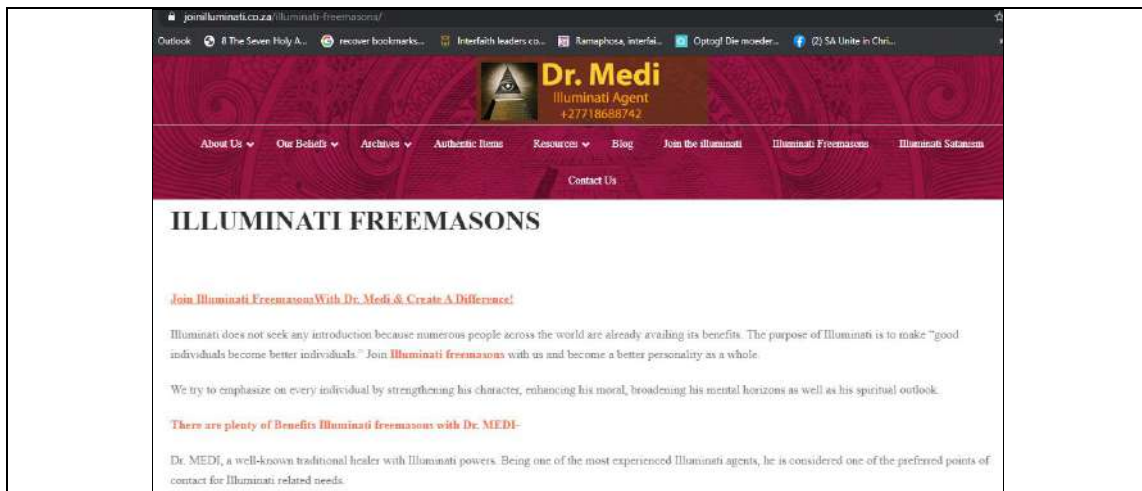 joinilluminati.co.za/illuminati-freemasons/
Outlook 8 The Seven Holy A... recover bookmarks... Interfaith leaders co... Ramaphosa, interfai... Optog! Die moeder... (2) SA Unite in Chri...
Dr. Medi
Illuminati Agent
+27718688742
About Us Our Beliefs Archives Authentic Items Resources Blog Join the illuminati Illuminati Freemasons Illuminati Satanism
Contact Us
ILLUMINATI FREEMASONS
Join Illuminati FreemasonsWith Dr. Medi & Create A Difference!
Illuminati does not seek any introduction because numerous people across the world are already availing its benefits. The purpose of Illuminati is to make “good
individuals become better individuals.” Join Illuminati freemasons with us and become a better personality as a whole.
We try to emphasize on every individual by strengthening his character, enhancing his moral, broadening his mental horizons as well as his spiritual outlook.
There are plenty of Benefits Illuminati freemasons with Dr. MEDI-
Dr. MEDI, a well-known traditional healer with Illuminati powers. Being one of the most experienced Illuminati agents, he is considered one of the preferred points of
contact for Illuminati related needs.